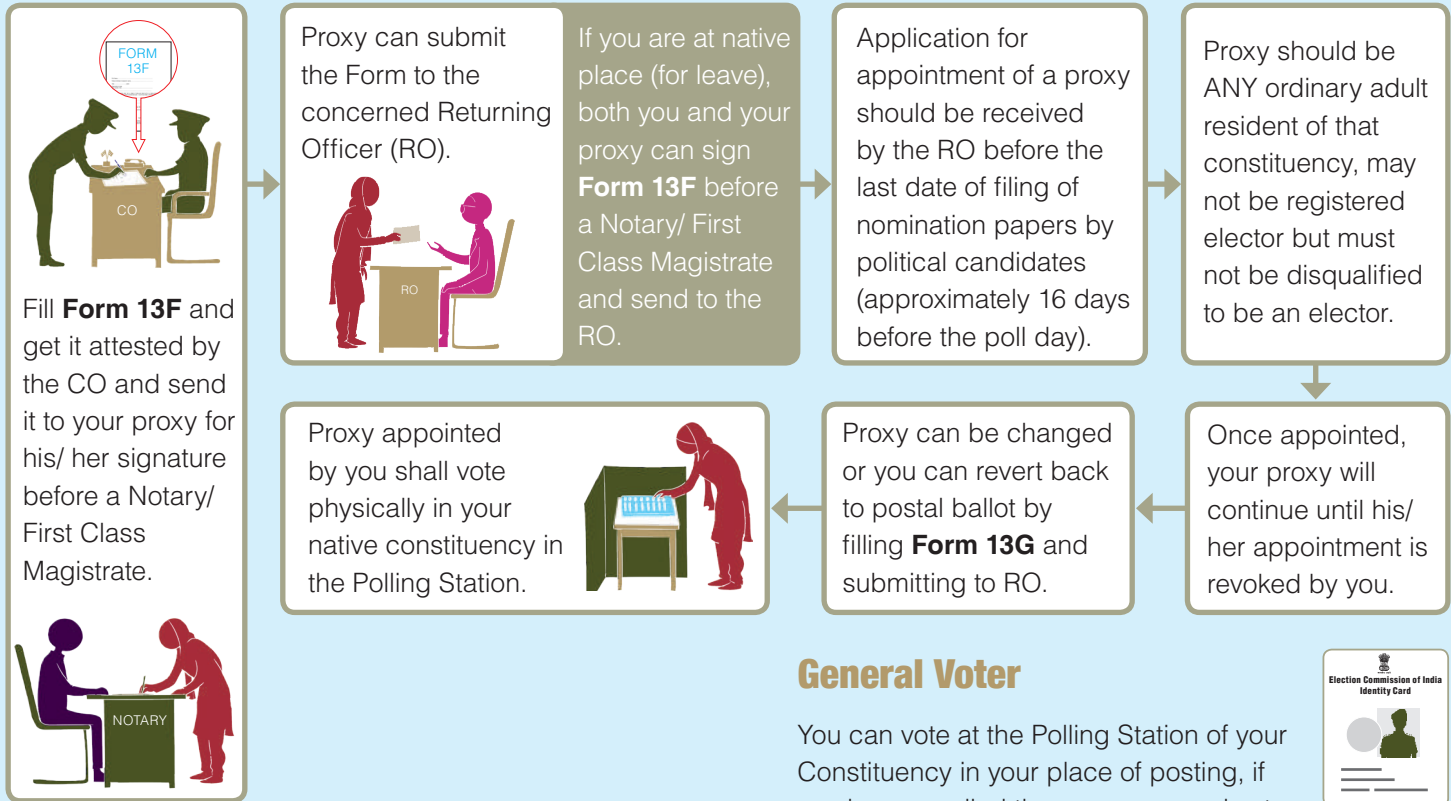 FORM
13F
CO
Fill Form 13F and
get it attested by
the CO and send
it to your proxy for
his/ her signature
before a Notary/
First Class
Magistrate.
NOTARY
Proxy can submit
the Form to the
concerned Returning
Officer (RO).
RO
If you are at native
place (for leave),
both you and your
proxy can sign
Form 13F before
a Notary/ First
Class Magistrate
and send to the
RO.
Application for
appointment of a proxy
should be received
by the RO before the
last date of filing of
nomination papers by
political candidates
(approximately 16 days
before the poll day).
Proxy should be
ANY ordinary adult
resident of that
constituency, may
not be registered
elector but must
not be disqualified
to be an elector.
Once appointed,
your proxy will
continue until his/
her appointment is
revoked by you.
Proxy can be changed
or you can revert back
to postal ballot by
filling Form 13G and
submitting to RO.
Proxy appointed
by you shall vote
physically in your
native constituency in
the Polling Station.
General Voter
You can vote at the Polling Station of your
Constituency in your place of posting, if
Election Commission of India
Identity Card